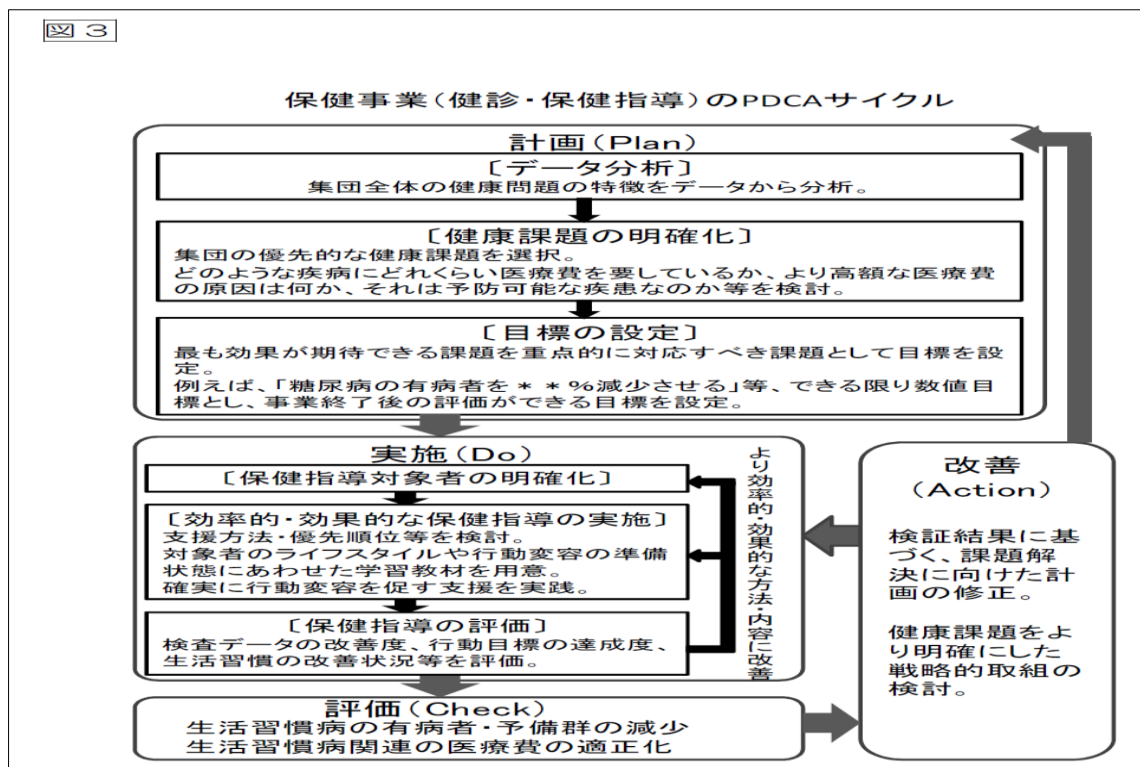 図 3
保健事業(健診・保健指導)のPDCAサイクル
計画(Plan)
〔データ分析〕
集団全体の健康問題の特徴をデータから分析。
〔健康課題の明確化〕
集団の優先的な健康課題を選択。
どのような疾病にどれくらい医療費を要しているか、より高額な医療費
の原因は何か、それは予防可能な疾患なのか等を検討。
〔目標の設定〕
最も効果が期待できる課題を重点的に対応すべき課題として目標を設
定。
例えば、「糖尿病の有病者を**%減少させる」等、できる限り数値目
標とし、事業終了後の評価ができる目標を設定。
実施(Do)
〔保健指導対象者の明確化〕
〔効率的・効果的な保健指導の実施〕
支援方法・優先順位等を検討。
対象者のライフスタイルや行動変容の準備
状態にあわせた学習教材を用意。
確実に行動変容を促す支援を実践。
〔保健指導の評価〕
検査データの改善度、行動目標の達成度、
生活習慣の改善状況等を評価。
より効率的・効果的な方法・内容に改善
評価(Check)
生活習慣病の有病者・予備群の減少
生活習慣病関連の医療費の適正化
改善
(Action)
検証結果に基
づく、課題解
決に向けた計
画の修正。
健康課題をよ
り明確にした
戦略的取組の
検討。